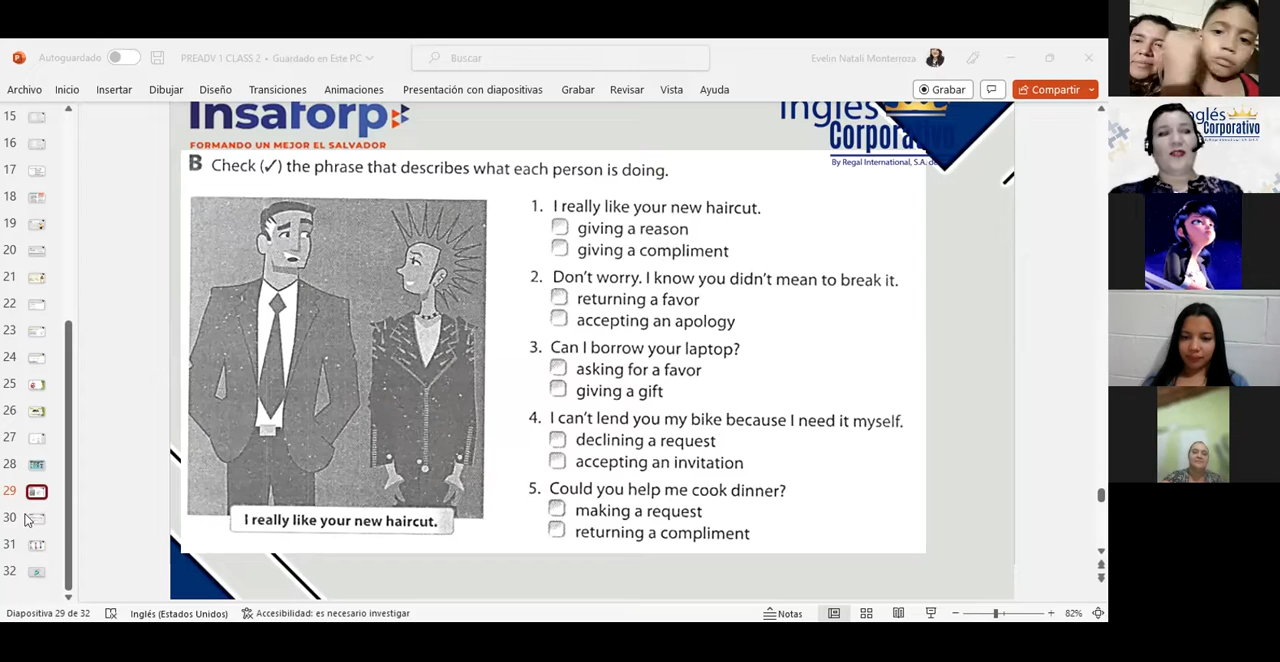 Autoguardado
PREADV 1 CLASS 2 • Guardado en Este PC
Buscar
Evelin Natali Monterroza
Archivo Inicio Insertar Dibujar Diseño Transiciones Animaciones Presentación con diapositivas Grabar Revisar Vista Ayuda
Grabar
Compartir
15
16
17
18
19
20
21
22
23
24
25
26
27
28
29
30
31
32
Insaforp
FORMANDO UN MEJOR EL SALVADOR
Inglés
Corporativo
By Regal International, S.A. de
B Check (✓) the phrase that describes what each person is doing.
I really like your new haircut.
1. I really like your new haircut.
giving a reason
giving a compliment
2. Don't worry. I know you didn't mean to break it.
returning a favor
accepting an apology
3. Can I borrow your laptop?
asking for a favor
giving a gift
4. I can't lend you my bike because I need it myself.
declining a request
accepting an invitation
5. Could you help me cook dinner?
making a request
returning a compliment
Diapositiva 29 de 32
Inglés (Estados Unidos)
Accesibilidad: es necesario investigar
Notas
82%
Inglés
Corporativo